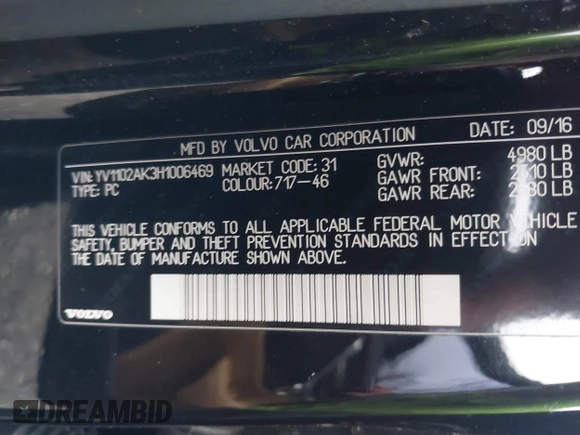 MFD BY VOLVO CAR CORPORATION DATE: 09/16
VIN: YV1102AK3H1006469 MARKET CODE: 31 GVWR: 4980 LB
TYPE: PC COLOUR: 717-46 GAWR FRONT: 2610 LB
GAWR REAR: 2380 LB
THIS VEHICLE CONFORMS TO ALL APPLICABLE FEDERAL MOTOR VEHICLE
SAFETY, BUMPER AND THEFT PREVENTION STANDARDS IN EFFECT ON
THE DATE OF MANUFACTURE SHOWN ABOVE.
VOLVO
DREAMBID